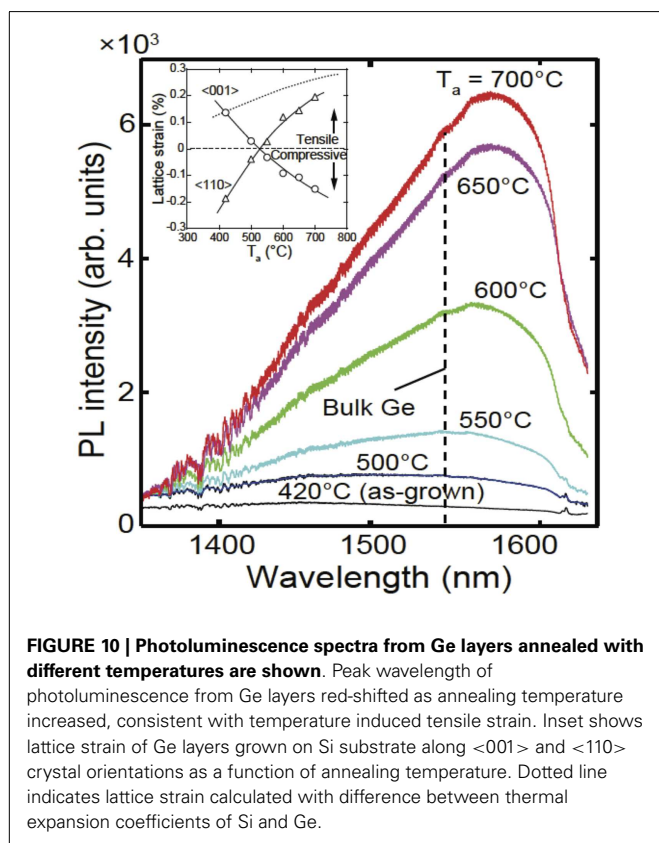 ×10³
6
4
2
0
PL intensity (arb. units)
1400
1500
1600
Wavelength (nm)
Tₐ = 700°C
650°C
600°C
Bulk Ge
550°C
500°C
420°C (as-grown)
0.3
0.2
0.1
0
-0.1
-0.2
-0.3
Lattice strain (%)
<001>
<110>
Tensile
Compressive
300 400 500 600 700 800
Tₐ (°C)
FIGURE 10 | Photoluminescence spectra from Ge layers annealed with
different temperatures are shown. Peak wavelength of
photoluminescence from Ge layers red-shifted as annealing temperature
increased, consistent with temperature induced tensile strain. Inset shows
lattice strain of Ge layers grown on Si substrate along <001> and <110>
crystal orientations as a function of annealing temperature. Dotted line
indicates lattice strain calculated with difference between thermal
expansion coefficients of Si and Ge.